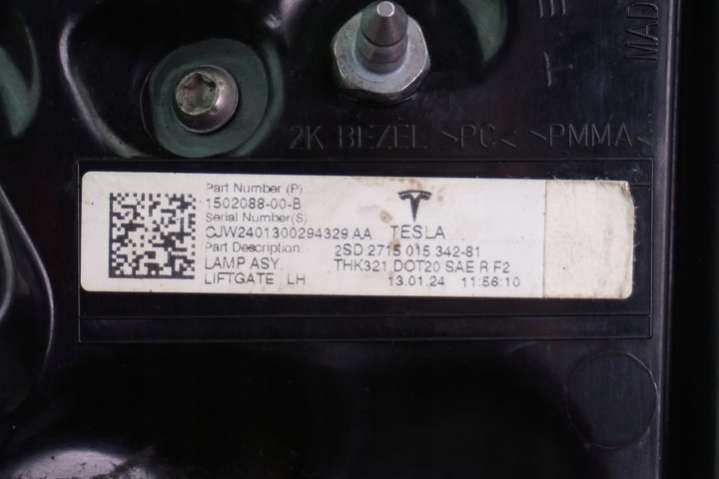 MAD
2K BEZEL >PC< >PMMA<
Part Number (P)
1502088-00-B
Serial Number(S)
CJW2401300294329 AA
Part Description:
LAMP ASY,
LIFTGATE, LH
TESLA
2SD 2715 015 342-81
THK321 DOT20 SAE R F2
13.01.24 11:56:10